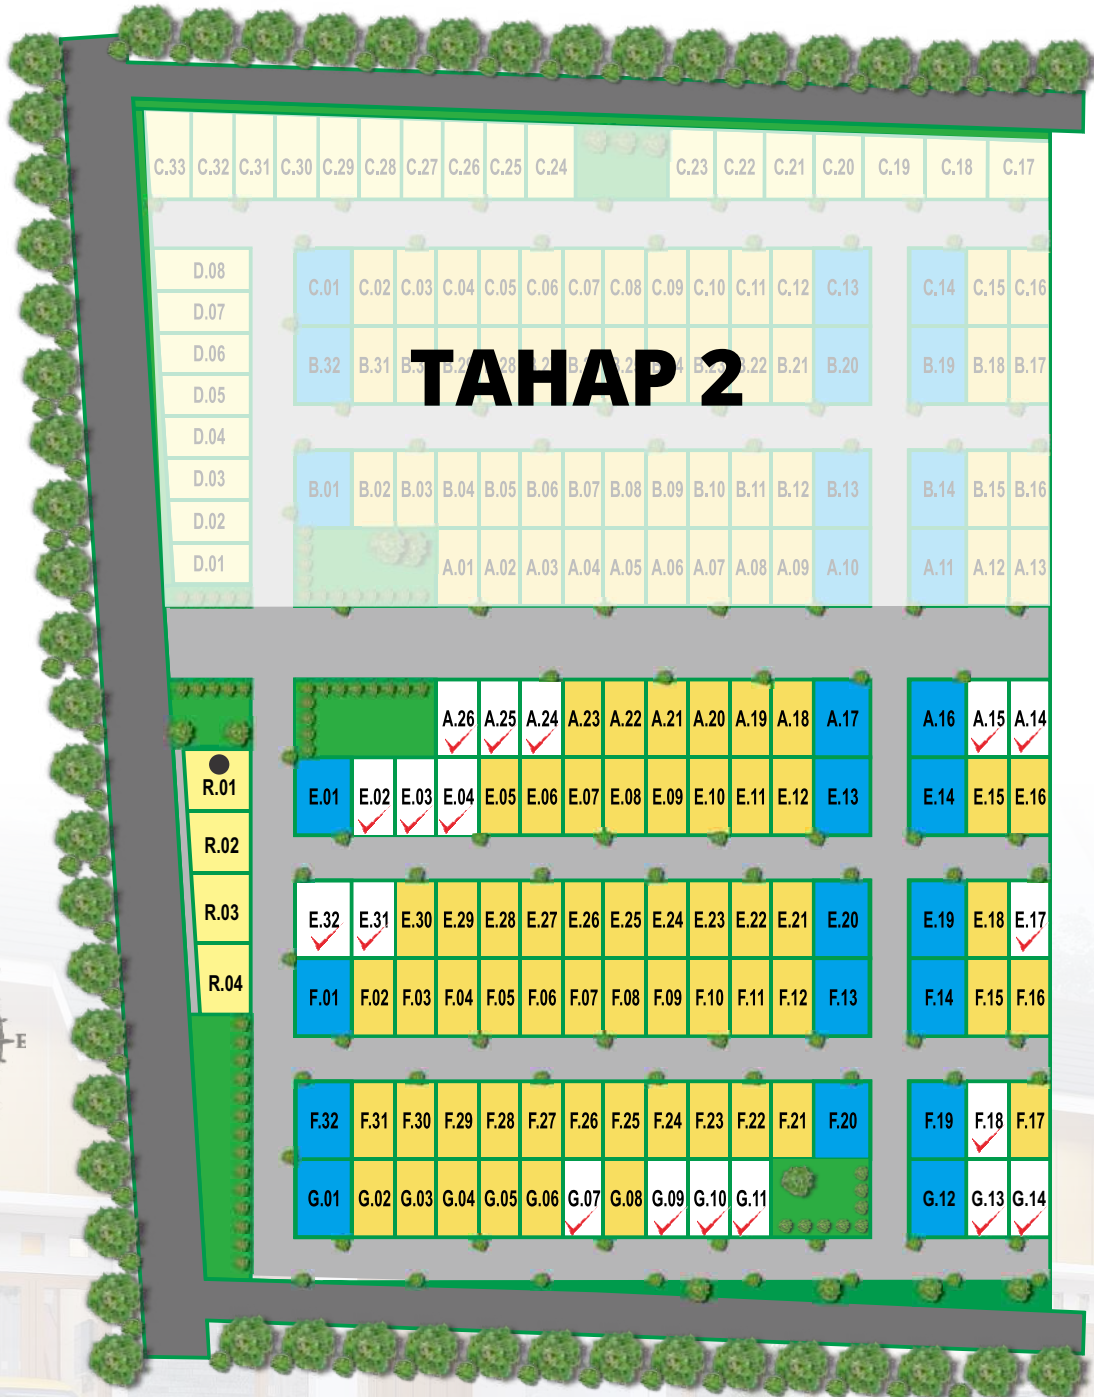 C.33 C.32 C.31 C.30 C.29 C.28 C.27 C.26 C.25 C.24 C.23 C.22 C.21 C.20 C.19 C.18 C.17
D.08
C.01 C.02 C.03 C.04 C.05 C.06 C.07 C.08 C.09 C.10 C.11 C.12 C.13 C.14 C.15 C.16
D.07
D.06
B.32 B.31 B.22 B.21 B.20 B.19 B.18 B.17
TAHAP 2
D.05
D.04
D.03
B.01 B.02 B.03 B.04 B.05 B.06 B.07 B.08 B.09 B.10 B.11 B.12 B.13 B.14 B.15 B.16
D.02
D.01
A.01 A.02 A.03 A.04 A.05 A.06 A.07 A.08 A.09 A.10 A.11 A.12 A.13
A.26 A.25 A.24 A.23 A.22 A.21 A.20 A.19 A.18 A.17 A.16 A.15 A.14
R.01
E.01 E.02 E.03 E.04 E.05 E.06 E.07 E.08 E.09 E.10 E.11 E.12 E.13 E.14 E.15 E.16
R.02
R.03
E.32 E.31 E.30 E.29 E.28 E.27 E.26 E.25 E.24 E.23 E.22 E.21 E.20 E.19 E.18 E.17
R.04
F.01 F.02 F.03 F.04 F.05 F.06 F.07 F.08 F.09 F.10 F.11 F.12 F.13 F.14 F.15 F.16
E
F.32 F.31 F.30 F.29 F.28 F.27 F.26 F.25 F.24 F.23 F.22 F.21 F.20 F.19 F.18 F.17
G.01 G.02 G.03 G.04 G.05 G.06 G.07 G.08 G.09 G.10 G.11 G.12 G.13 G.14